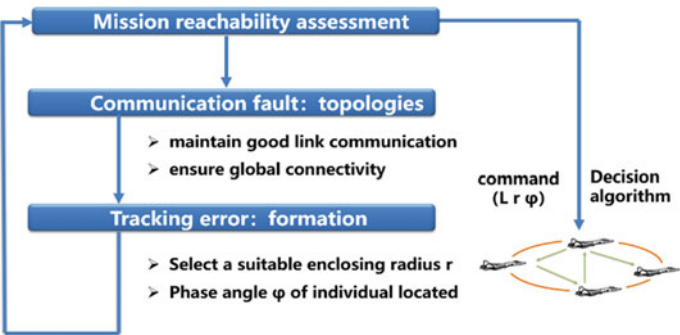 Mission reachability assessment
Communication fault: topologies
➢ maintain good link communication
➢ ensure global connectivity
Tracking error: formation
➢ Select a suitable enclosing radius r
➢ Phase angle φ of individual located
command
(L r φ)
Decision
algorithm